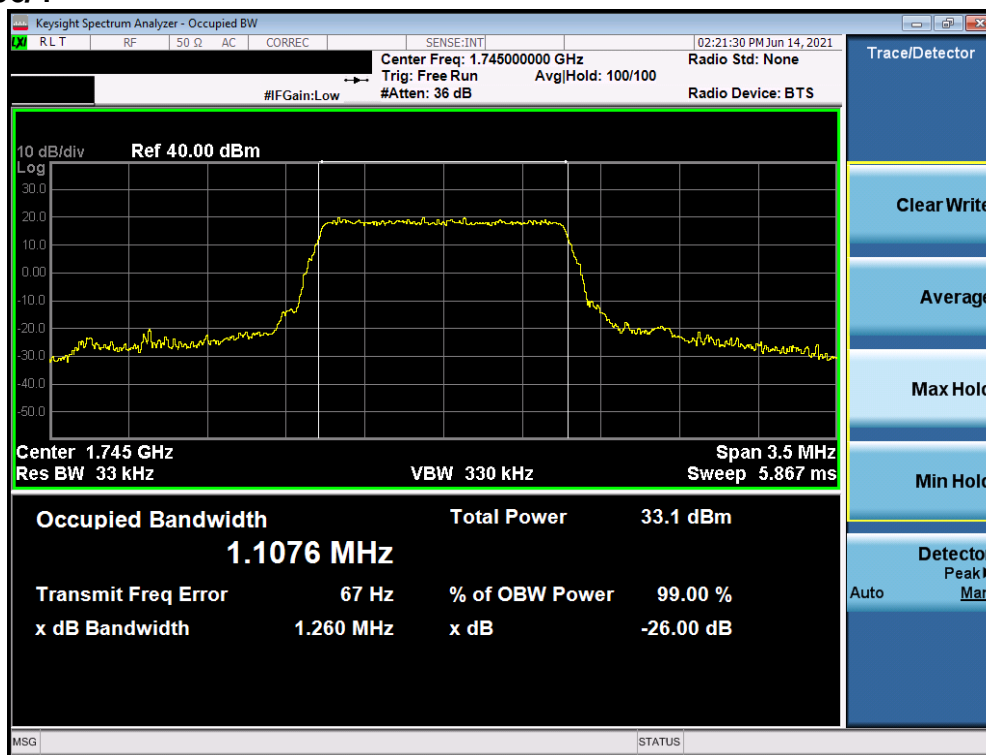 Keysight Spectrum Analyzer - Occupied BW
LXI RLT RF 50 Ω AC CORREC SENSE:INT 02:21:30 PM Jun 14, 2021
Center Freq: 1.745000000 GHz Radio Std: None
Trig: Free Run Avg|Hold: 100/100
#IFGain:Low #Atten: 36 dB Radio Device: BTS
Trace/Detector
10 dB/div Ref 40.00 dBm
Log
30.0
20.0
10.0
0.00
-10.0
-20.0
-30.0
-40.0
-50.0
Center 1.745 GHz Span 3.5 MHz
Res BW 33 kHz VBW 330 kHz Sweep 5.867 ms
Occupied Bandwidth Total Power 33.1 dBm
1.1076 MHz
Transmit Freq Error 67 Hz % of OBW Power 99.00 %
x dB Bandwidth 1.260 MHz x dB -26.00 dB
Clear Write
Average
Max Hold
Min Hold
Detector
Peak
Auto Man
MSG STATUS